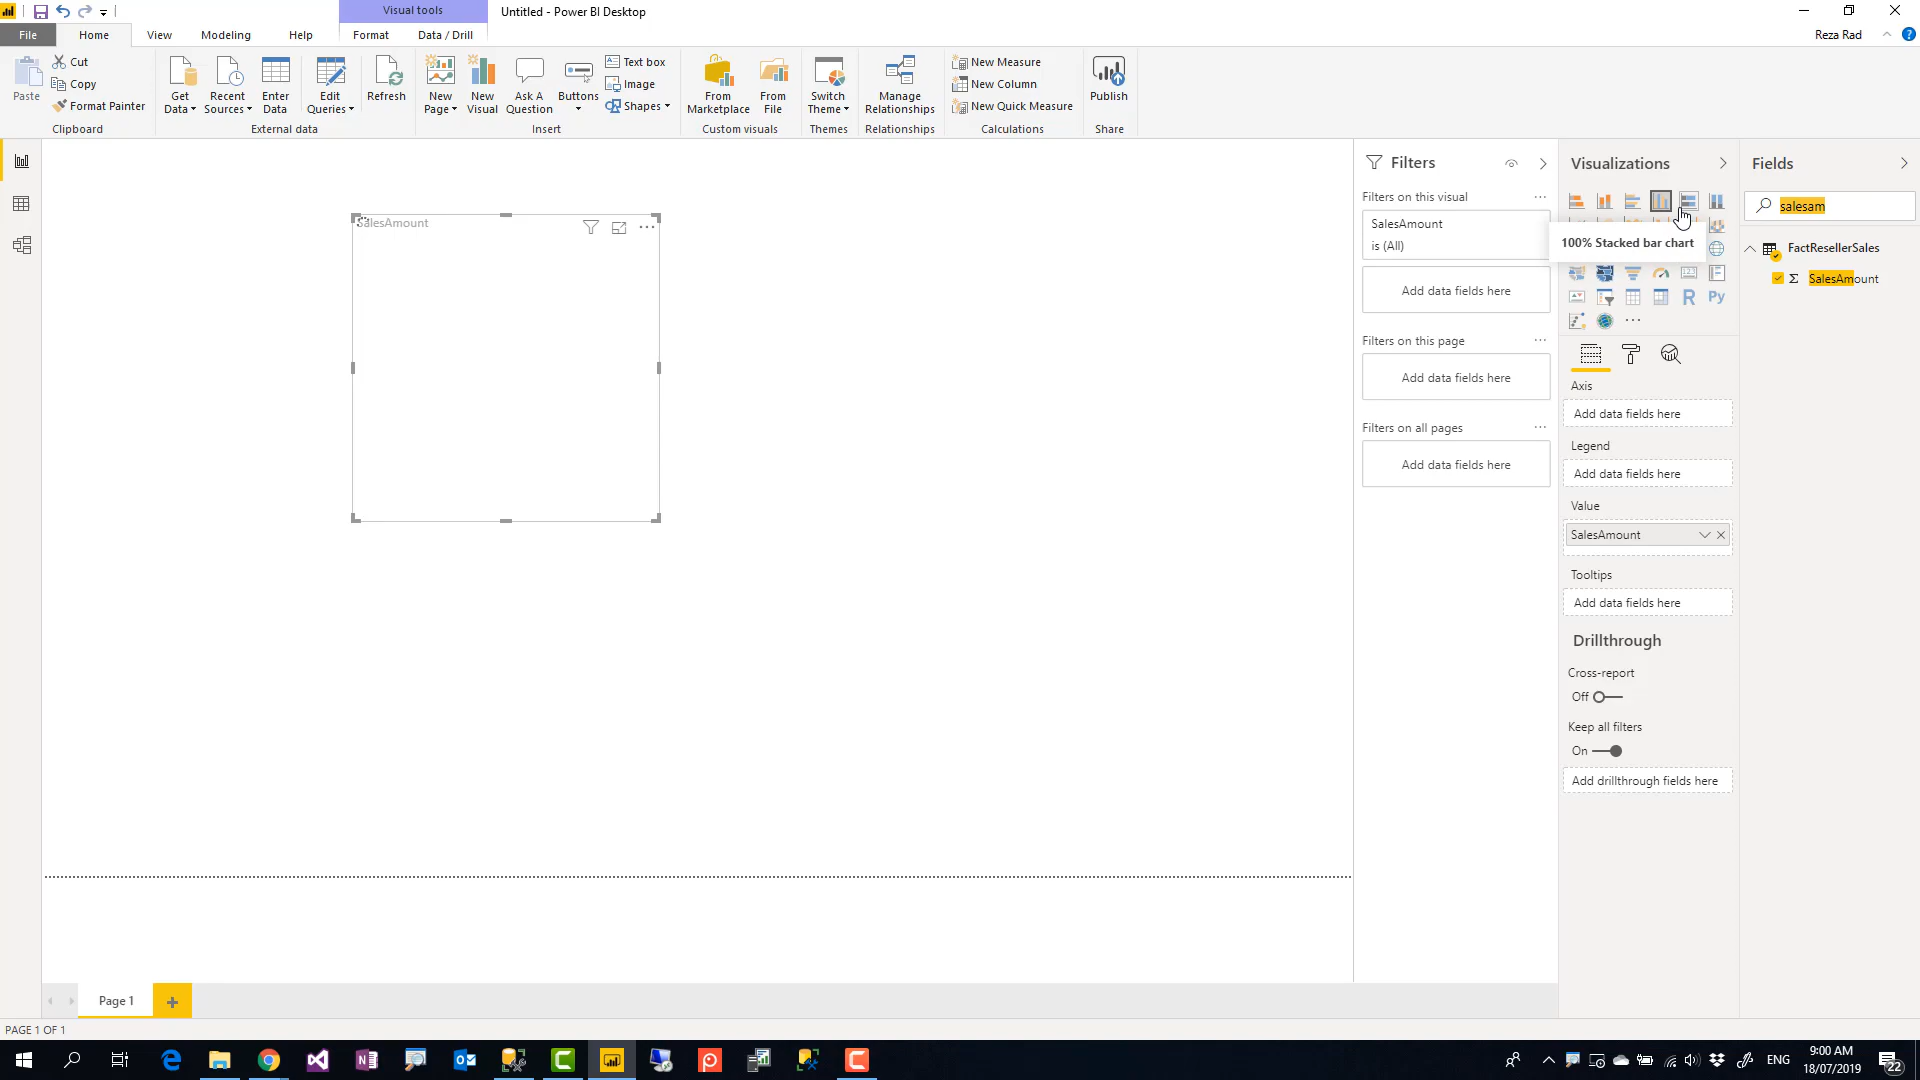 Visual tools
Untitled - Power BI Desktop
File
Home
View
Modeling
Help
Format
Data / Drill
Reza Rad
Paste
Cut
Copy
Format Painter
Clipboard
Get Data
Recent Sources
Enter Data
Edit Queries
Refresh
External data
New Page
New Visual
Ask A Question
Buttons
Text box
Image
Shapes
Insert
From Marketplace
From File
Custom visuals
Switch Theme
Themes
Manage Relationships
Relationships
New Measure
New Column
New Quick Measure
Calculations
Publish
Share
SalesAmount
Filters
Filters on this visual
...
SalesAmount
is (All)
Add data fields here
Filters on this page
...
Add data fields here
Filters on all pages
...
Add data fields here
Visualizations
100% Stacked bar chart
R
Py
...
Axis
Add data fields here
Legend
Add data fields here
Value
SalesAmount
Tooltips
Add data fields here
Drillthrough
Cross-report
Off
Keep all filters
On
Add drillthrough fields here
Fields
salesam
FactResellerSales
Σ SalesAmount
Page 1
PAGE 1 OF 1
ENG
9:00 AM
18/07/2019
22